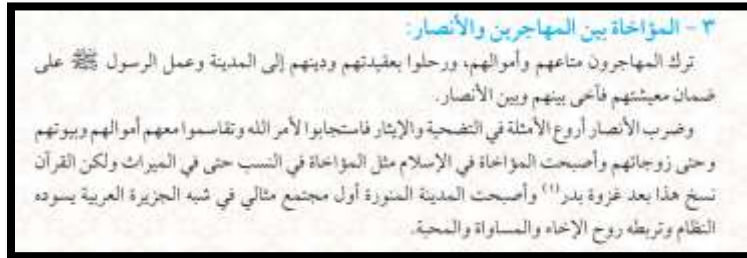 ٣ - المؤاخاة بين المهاجرين والأنصار:
ترك المهاجرون متاعهم وأموالهم، ورحلوا بعقيدتهم ودينهم إلى المدينة وعمل الرسول ﷺ على
ضمان معيشتهم فآخى بينهم وبين الأنصار.
وضرب الأنصار أروع الأمثلة في التضحية والإيثار فاستجابوا لأمر الله وتقاسموا معهم أموالهم وبيوتهم
وحتى زوجاتهم وأصبحت المؤاخاة في الإسلام مثل المؤاخاة في النسب حتى في الميراث ولكن القرآن
نسخ هذا بعد غزوة بدر(١) وأصبحت المدينة المنورة أول مجتمع مثالي في شبه الجزيرة العربية يسوده
النظام وتربطه روح الإخاء والمساواة والمحبة.